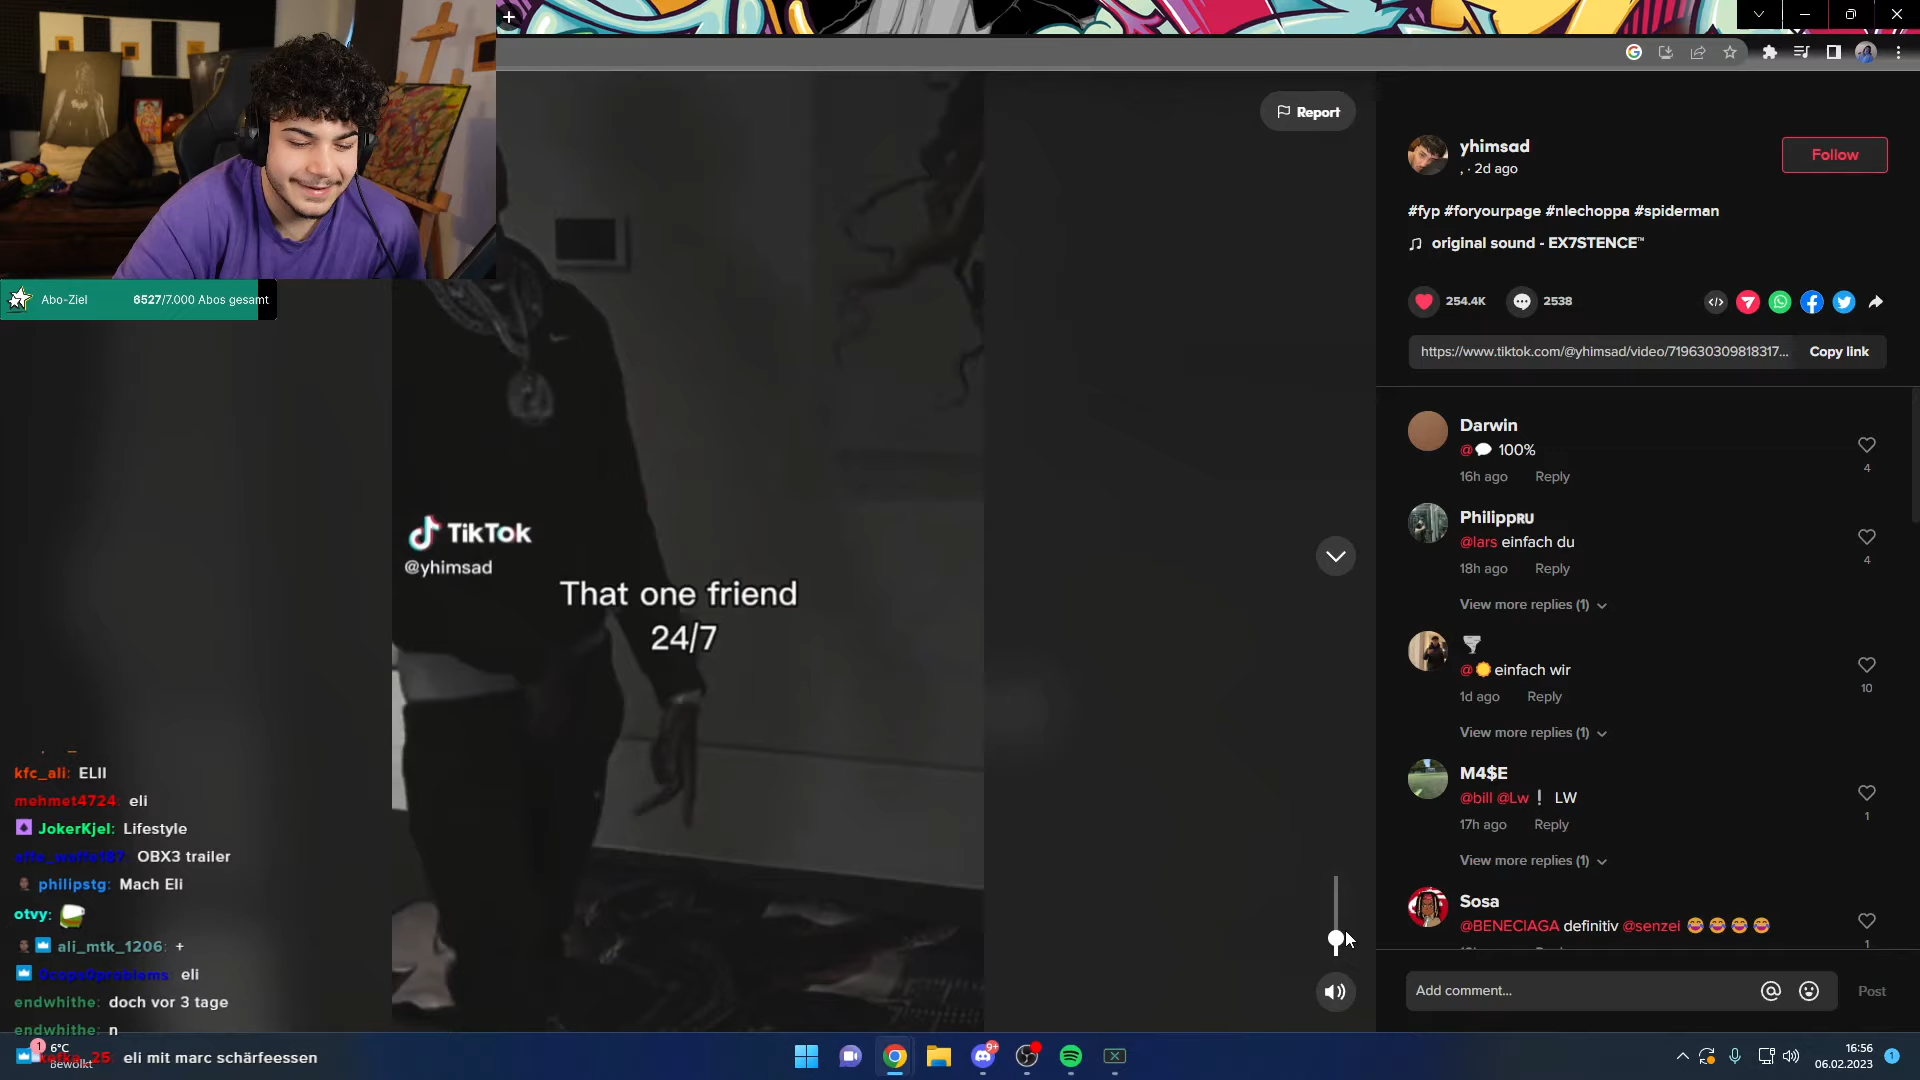 Report
yhimsad
, · 2d ago
Follow
#fyp #foryourpage #nlechoppa #spiderman
original sound - EX7STENCE™
254.4K
2538
https://www.tiktok.com/@yhimsad/video/719630309818317...
Copy link
Abo-Ziel
6527/7.000 Abos gesamt
TikTok
@yhimsad
That one friend
24/7
Darwin
@💬 100%
4
16h ago Reply
PhilippRU
@lars einfach du
4
18h ago Reply
View more replies (1)
🌪
@🌞 einfach wir
10
1d ago Reply
View more replies (1)
M4$E
@bill @Lw ❕ LW
1
17h ago Reply
View more replies (1)
Sosa
@BENECIAGA definitiv @senzei 😂😂😂😂
1
Add comment...
Post
kfc_ali: ELII
mehmet4724: eli
JokerKjel: Lifestyle
affe_waffe187: OBX3 trailer
philipstg: Mach Eli
otvy:
ali_mtk_1206: +
0cops0problems: eli
endwhithe: doch vor 3 tage
endwhithe: n
eli mit marc schärfeessen
1
6°C
Bewölkt
9+
16:56
06.02.2023
1